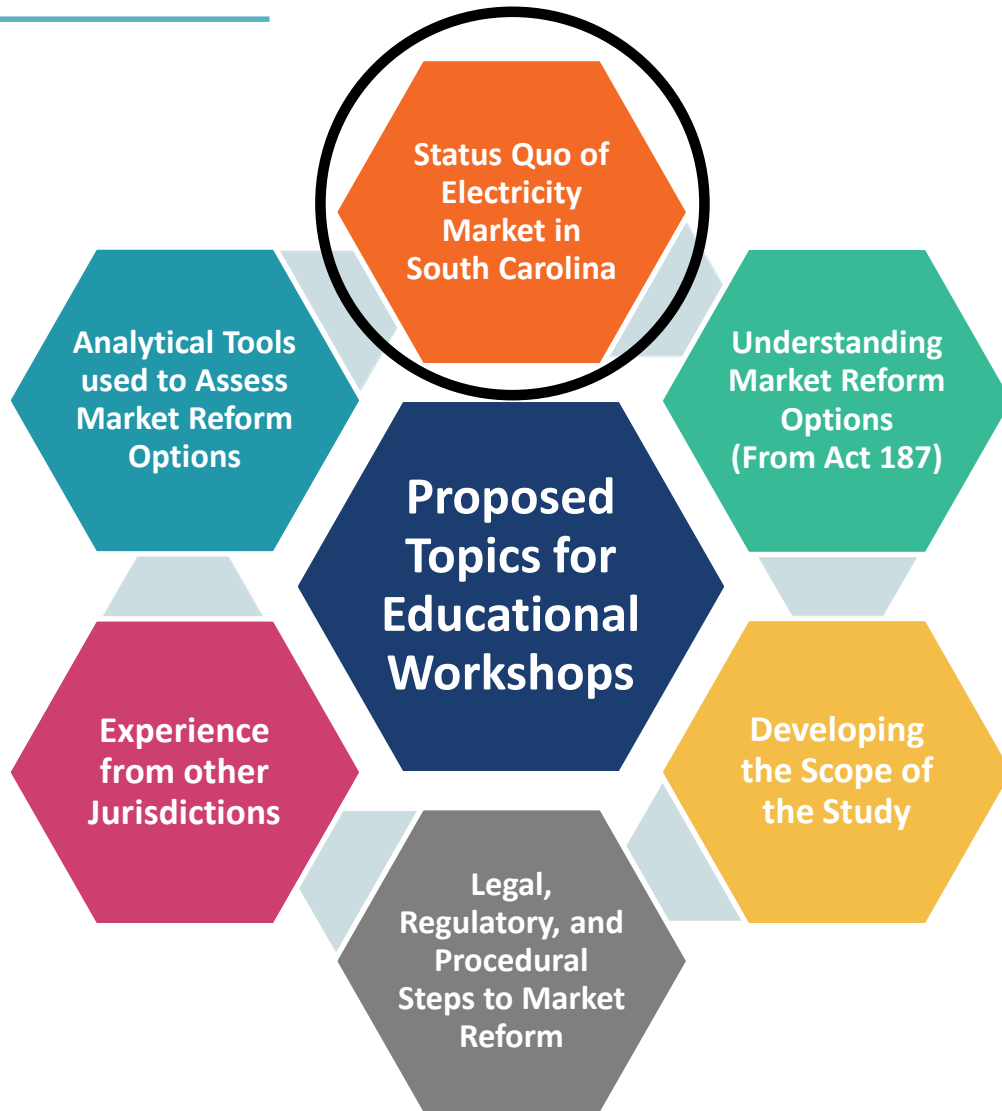 Status Quo of
Electricity
Market in
South Carolina
Analytical Tools
used to Assess
Market Reform
Options
Understanding
Market Reform
Options
(From Act 187)
Proposed
Topics for
Educational
Workshops
Experience
from other
Jurisdictions
Developing
the Scope of
the Study
Legal,
Regulatory, and
Procedural
Steps to Market
Reform